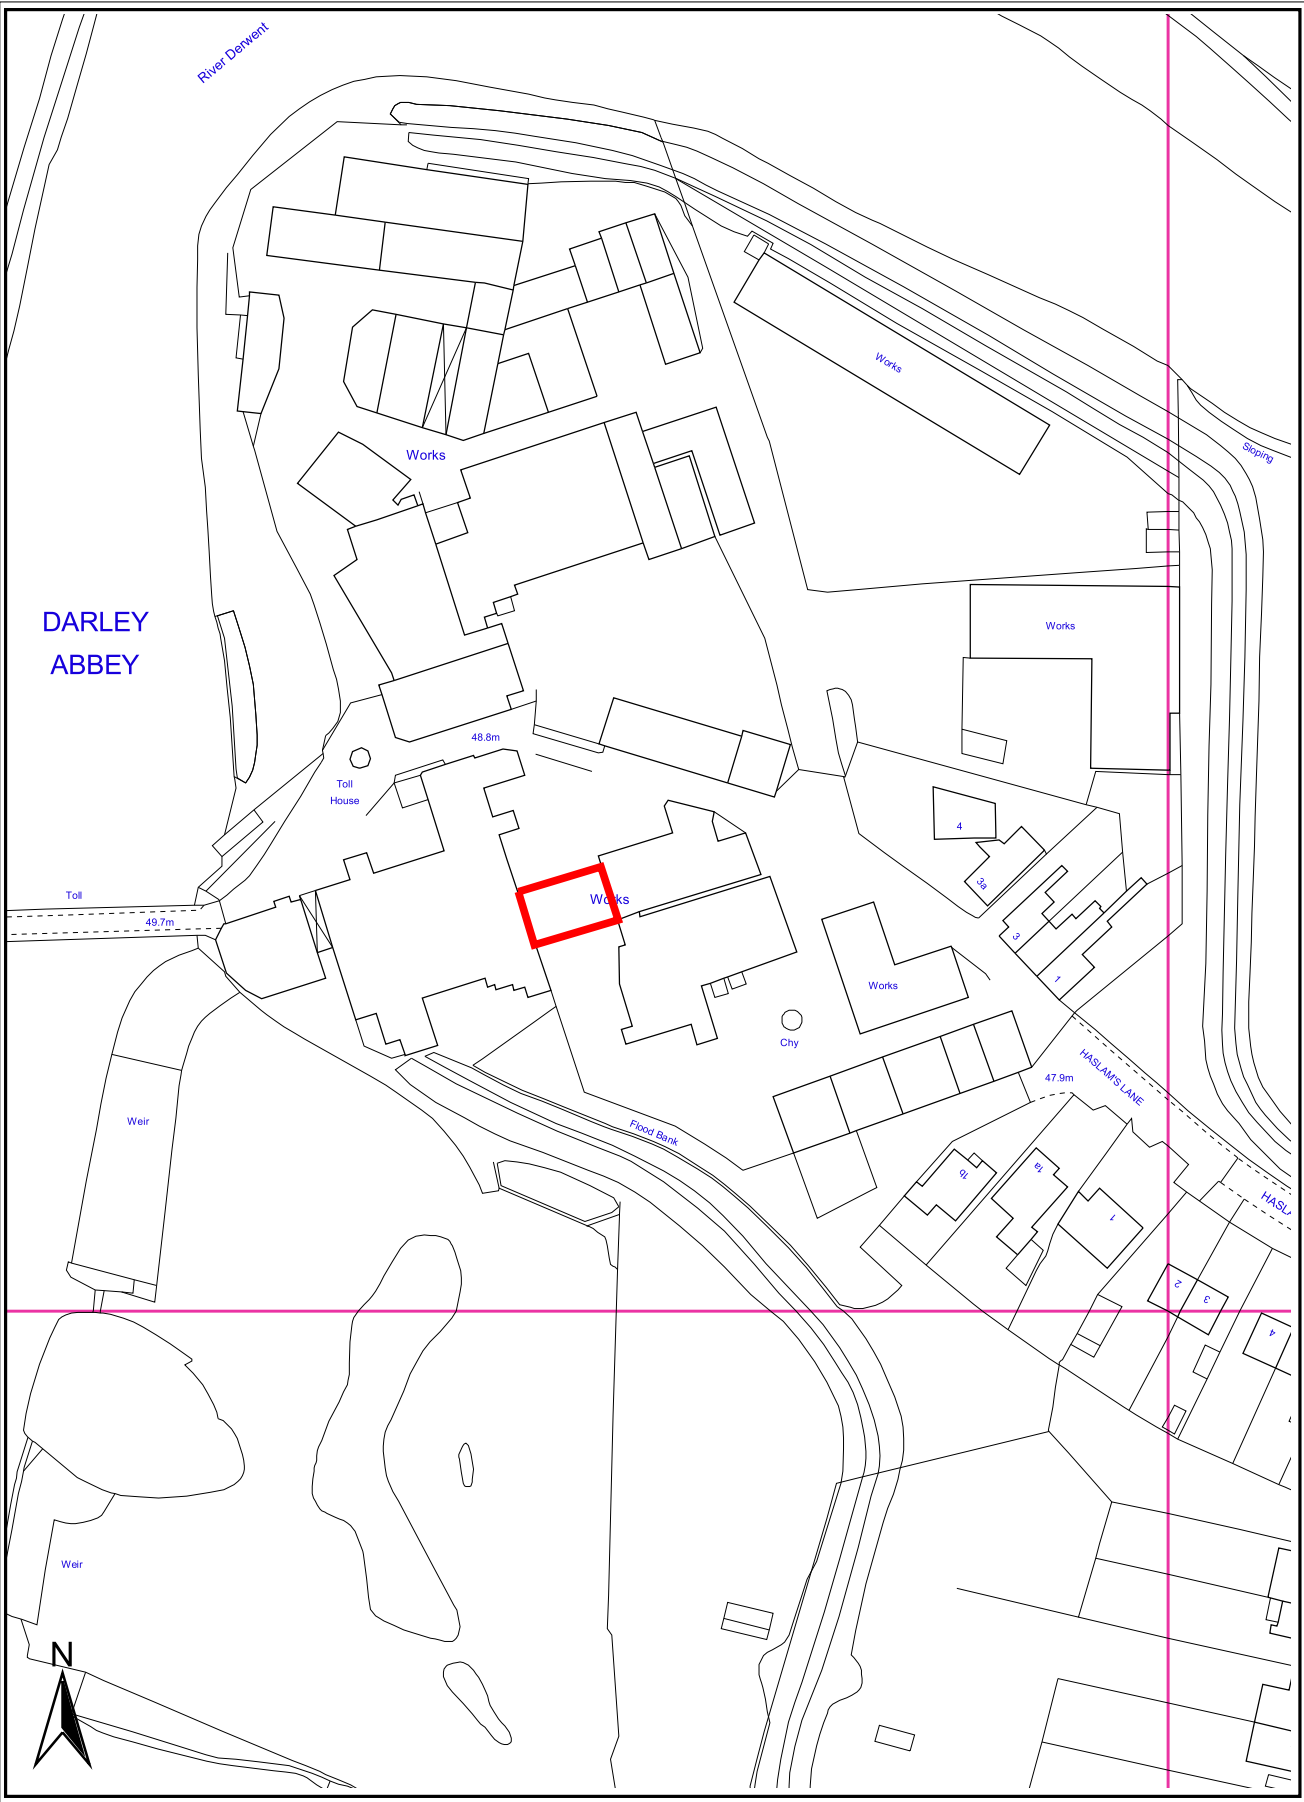 River Derwent
Works
Sloping
Works
DARLEY
ABBEY
Works
48.8m
Toll
House
4
3a
Toll
49.7m
Works
3
1
Works
Chy
HASLAM'S LANE
47.9m
Weir
Flood Bank
1b
1a
1
HASLA
2
3
4
Weir
N